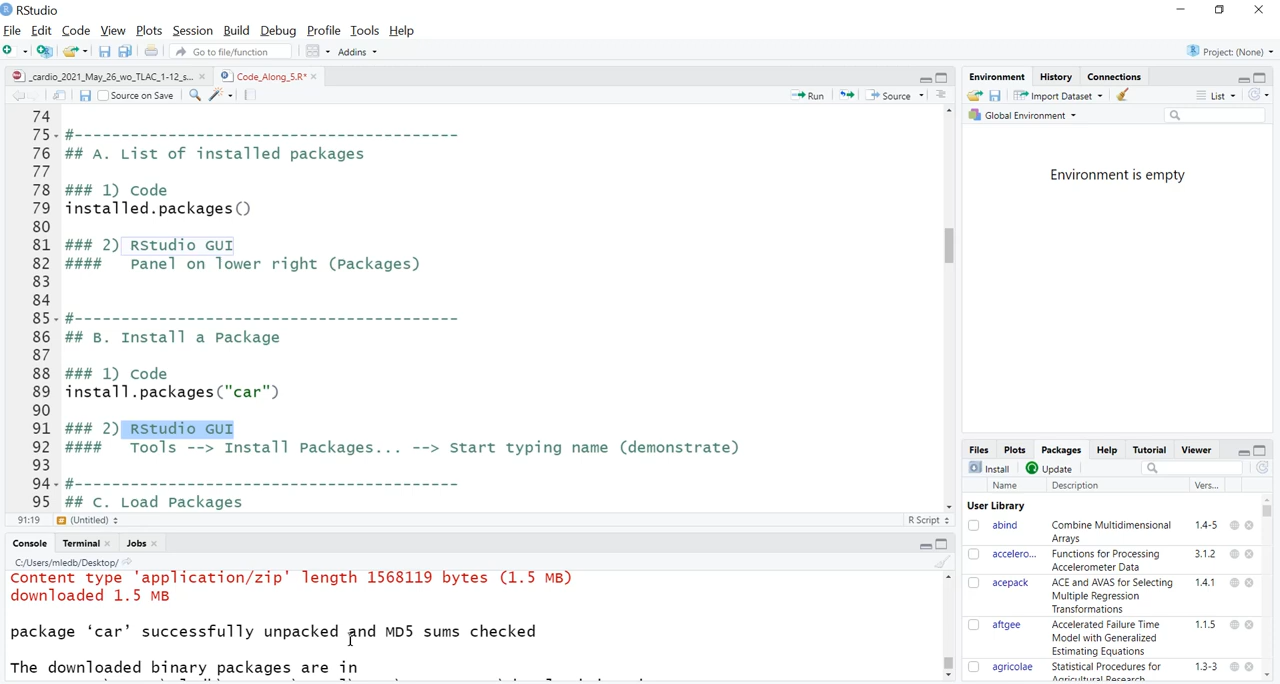 RStudio
File Edit Code View Plots Session Build Debug Profile Tools Help
Go to file/function Addins Project: (None)
_cardio_2021_May_26_wo_TLAC_1-12_s... Code_Along_5.R*
Source on Save Run Source
74
75 #------------------------------------------
76 ## A. List of installed packages
77
78 ### 1) Code
79 installed.packages()
80
81 ### 2) RStudio GUI
82 #### Panel on lower right (Packages)
83
84
85 #------------------------------------------
86 ## B. Install a Package
87
88 ### 1) Code
89 install.packages("car")
90
91 ### 2) RStudio GUI
92 #### Tools --> Install Packages... --> Start typing name (demonstrate)
93
94 #------------------------------------------
95 ## C. Load Packages
91:19 (Untitled) R Script
Console Terminal Jobs
C:/Users/mledb/Desktop/
Content type 'application/zip' length 1568119 bytes (1.5 MB)
downloaded 1.5 MB
package ‘car’ successfully unpacked and MD5 sums checked
The downloaded binary packages are in
Environment History Connections
Import Dataset List
Global Environment
Environment is empty
Files Plots Packages Help Tutorial Viewer
Install Update
Name Description Vers...
User Library
abind Combine Multidimensional Arrays 1.4-5
accelero... Functions for Processing Accelerometer Data 3.1.2
acepack ACE and AVAS for Selecting Multiple Regression Transformations 1.4.1
aftgee Accelerated Failure Time Model with Generalized Estimating Equations 1.1.5
agricolae Statistical Procedures for Agricultural Research 1.3-3